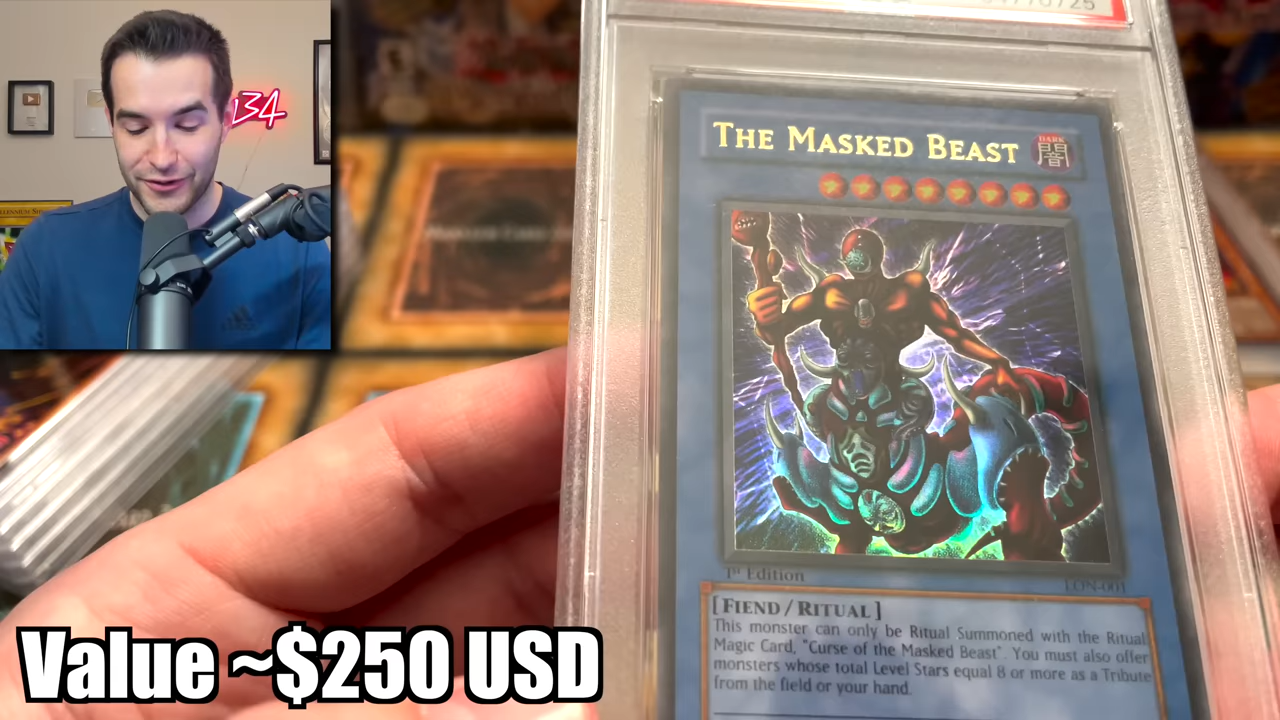 134
THE MASKED BEAST
DARK
闇
1st Edition
LON-001
[FIEND/RITUAL]
This monster can only be Ritual Summoned with the Ritual
Magic Card, "Curse of the Masked Beast". You must also offer
monsters whose total Level Stars equal 8 or more as a Tribute
from the field or your hand.
Value ~$250 USD